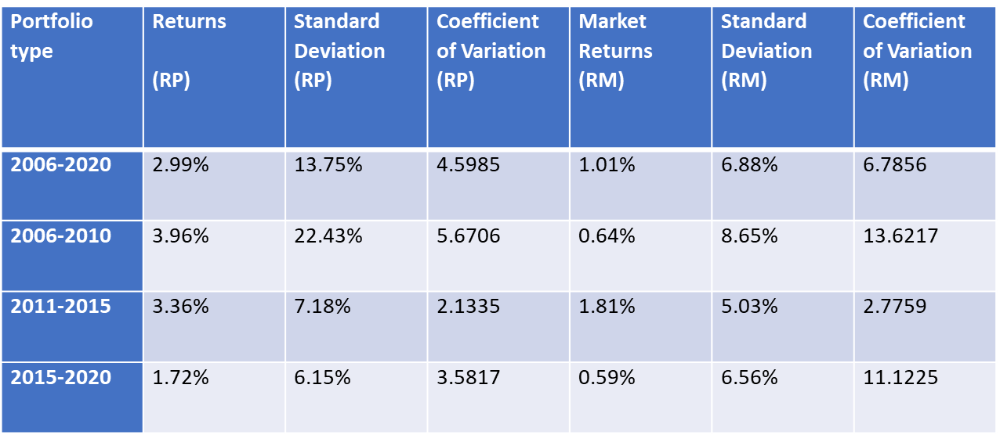 Portfolio type
Returns (RP)
Standard Deviation (RP)
Coefficient of Variation (RP)
Market Returns (RM)
Standard Deviation (RM)
Coefficient of Variation (RM)
2006-2020 2.99% 13.75% 4.5985 1.01% 6.88% 6.7856
2006-2010 3.96% 22.43% 5.6706 0.64% 8.65% 13.6217
2011-2015 3.36% 7.18% 2.1335 1.81% 5.03% 2.7759
2015-2020 1.72% 6.15% 3.5817 0.59% 6.56% 11.1225